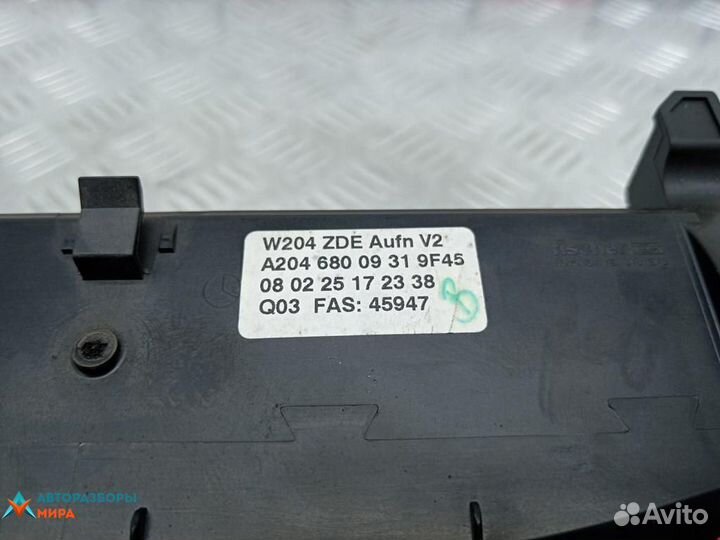 W204 ZDE Aufn V2
A204 680 09 31 9F45
08 02 25 17 23 38
Q03 FAS: 45947
АВТОРАЗБОРЫ
МИРА
Avito